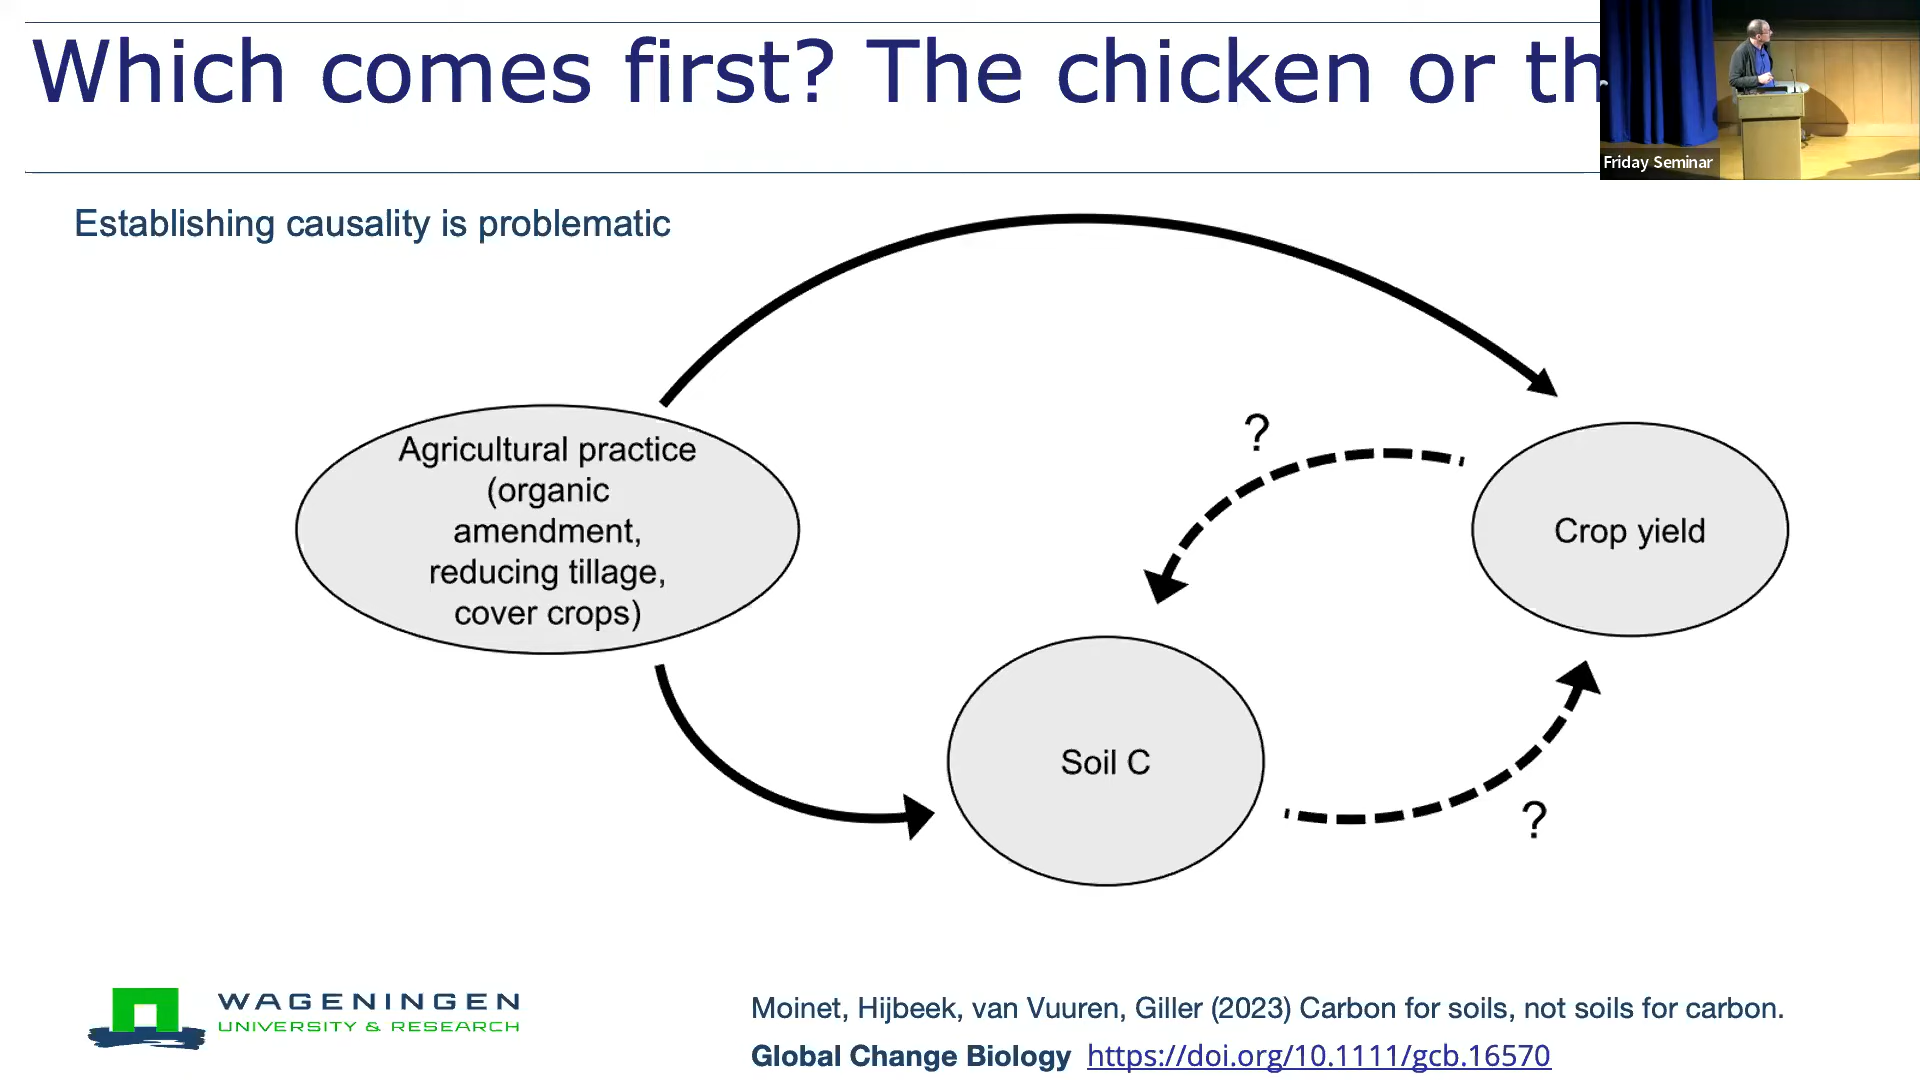 Which comes first? The chicken or th
Friday Seminar
Establishing causality is problematic
?
Agricultural practice
(organic
amendment,
reducing tillage,
cover crops)
Crop yield
Soil C
?
WAGENINGEN
UNIVERSITY & RESEARCH
Moinet, Hijbeek, van Vuuren, Giller (2023) Carbon for soils, not soils for carbon.
Global Change Biology https://doi.org/10.1111/gcb.16570